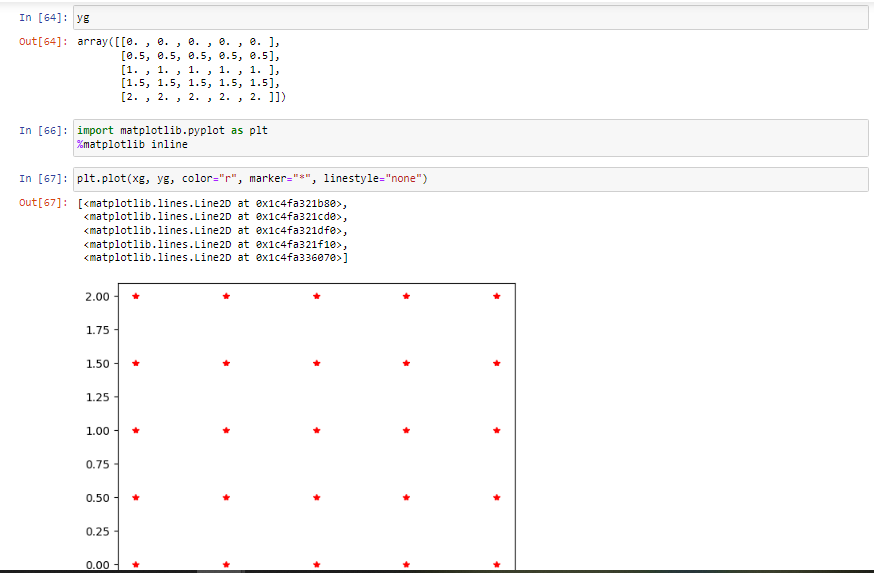 In [64]: yg
Out[64]: array([[0. , 0. , 0. , 0. , 0. ],
[0.5, 0.5, 0.5, 0.5, 0.5],
[1. , 1. , 1. , 1. , 1. ],
[1.5, 1.5, 1.5, 1.5, 1.5],
[2. , 2. , 2. , 2. , 2. ]])
In [66]: import matplotlib.pyplot as plt
%matplotlib inline
In [67]: plt.plot(xg, yg, color="r", marker="*", linestyle="none")
Out[67]: [<matplotlib.lines.Line2D at 0x1c4fa321b80>,
<matplotlib.lines.Line2D at 0x1c4fa321cd0>,
<matplotlib.lines.Line2D at 0x1c4fa321df0>,
<matplotlib.lines.Line2D at 0x1c4fa321f10>,
<matplotlib.lines.Line2D at 0x1c4fa336070>]
2.00
1.75
1.50
1.25
1.00
0.75
0.50
0.25
0.00